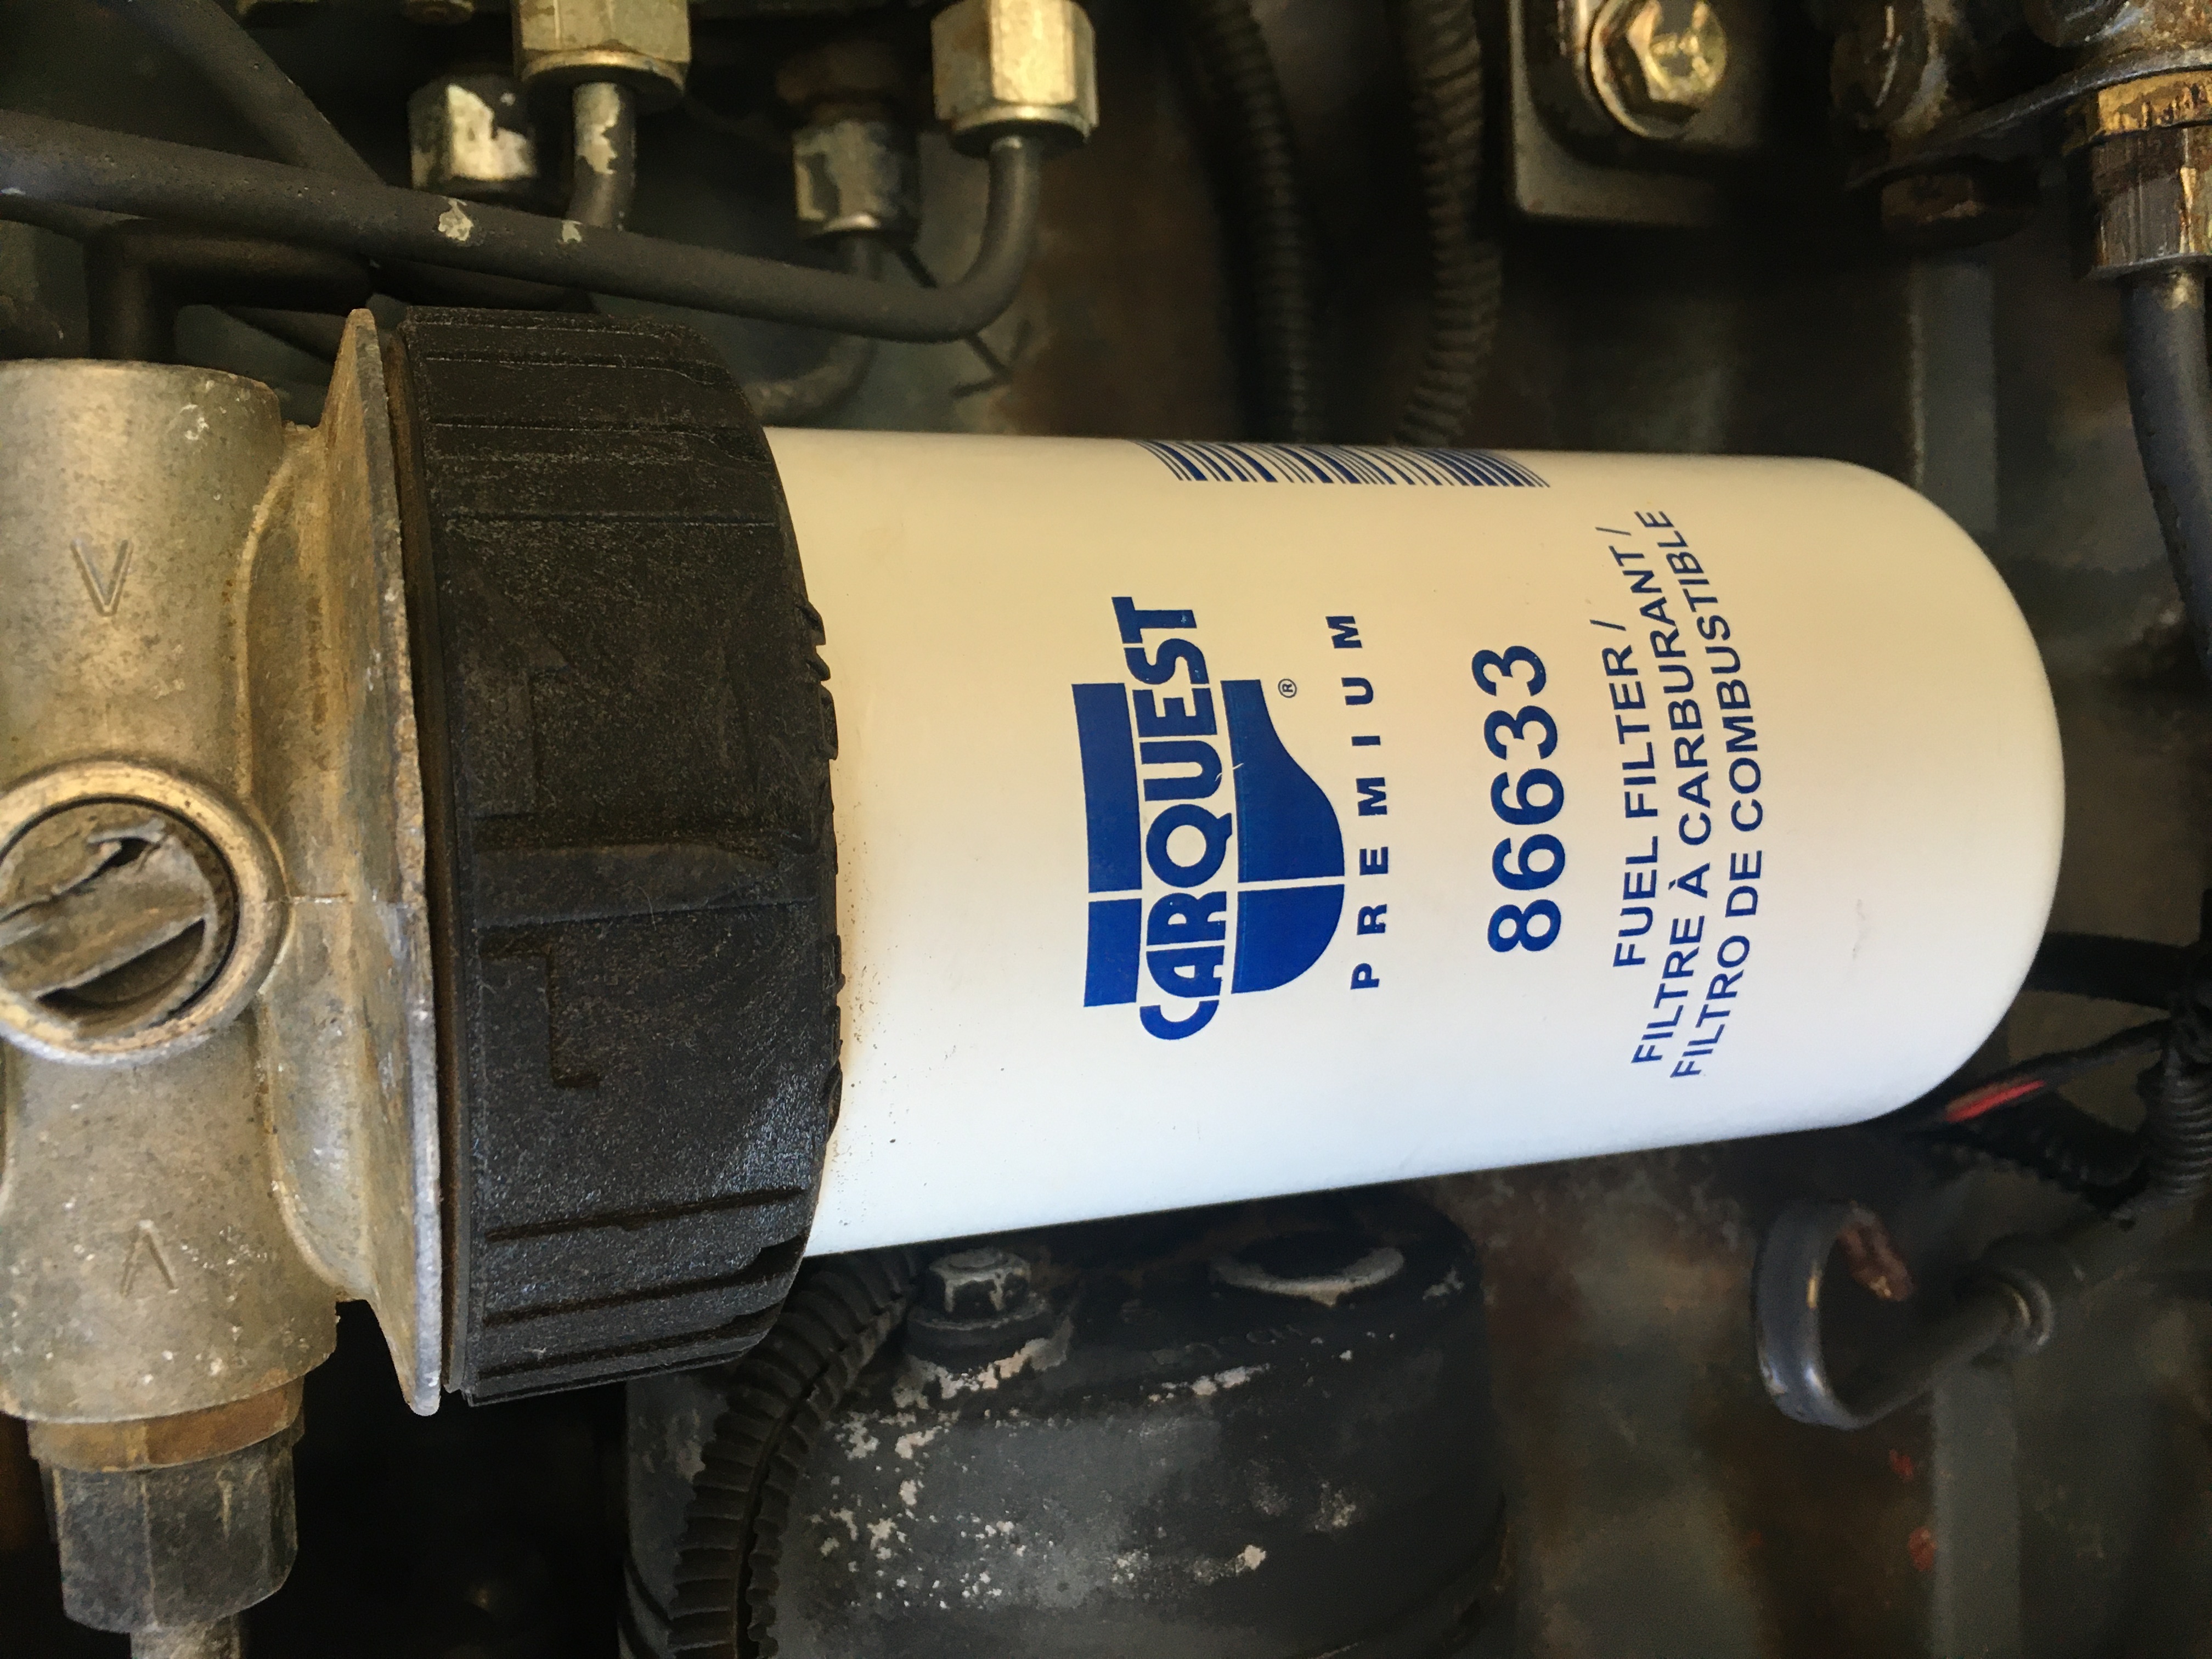 CARQUEST®
PREMIUM
86633
FUEL FILTER /
FILTRE À CARBURANT /
FILTRO DE COMBUSTIBLE